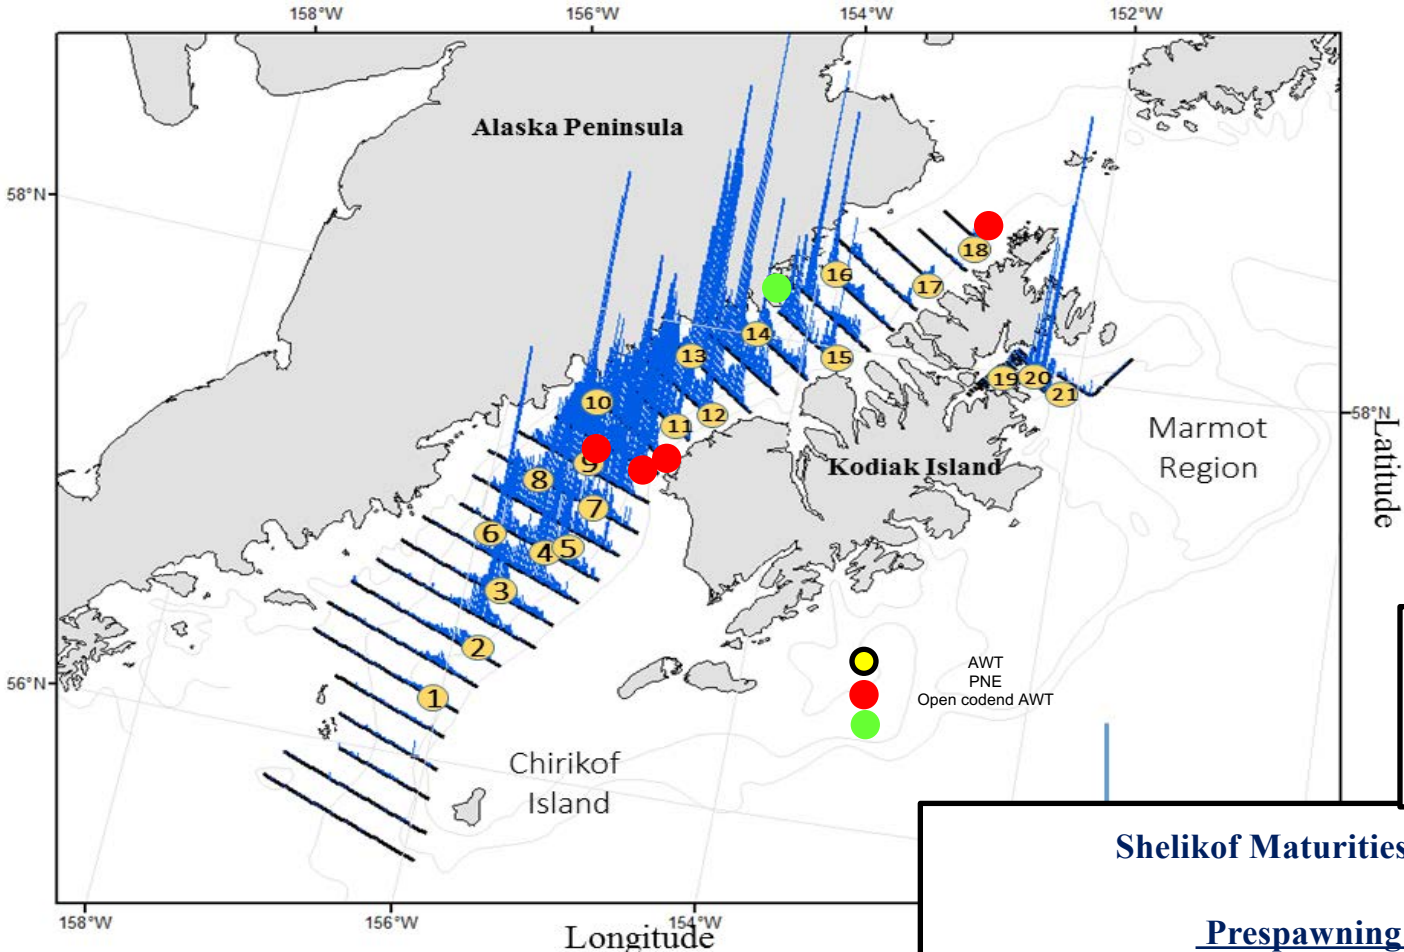 158°W
156°W
154°W
152°W
Alaska Peninsula
58°N
18
16
17
14
13
15
19
20
21
10
12
11
58°N
Latitude
Marmot
Region
Kodiak Island
9
8
7
6
4
5
3
2
AWT
PNE
Open codend AWT
56°N
1
Chirikof
Island
Shelikof Maturities
158°W
156°W
154°W
Longitude
Prespawning